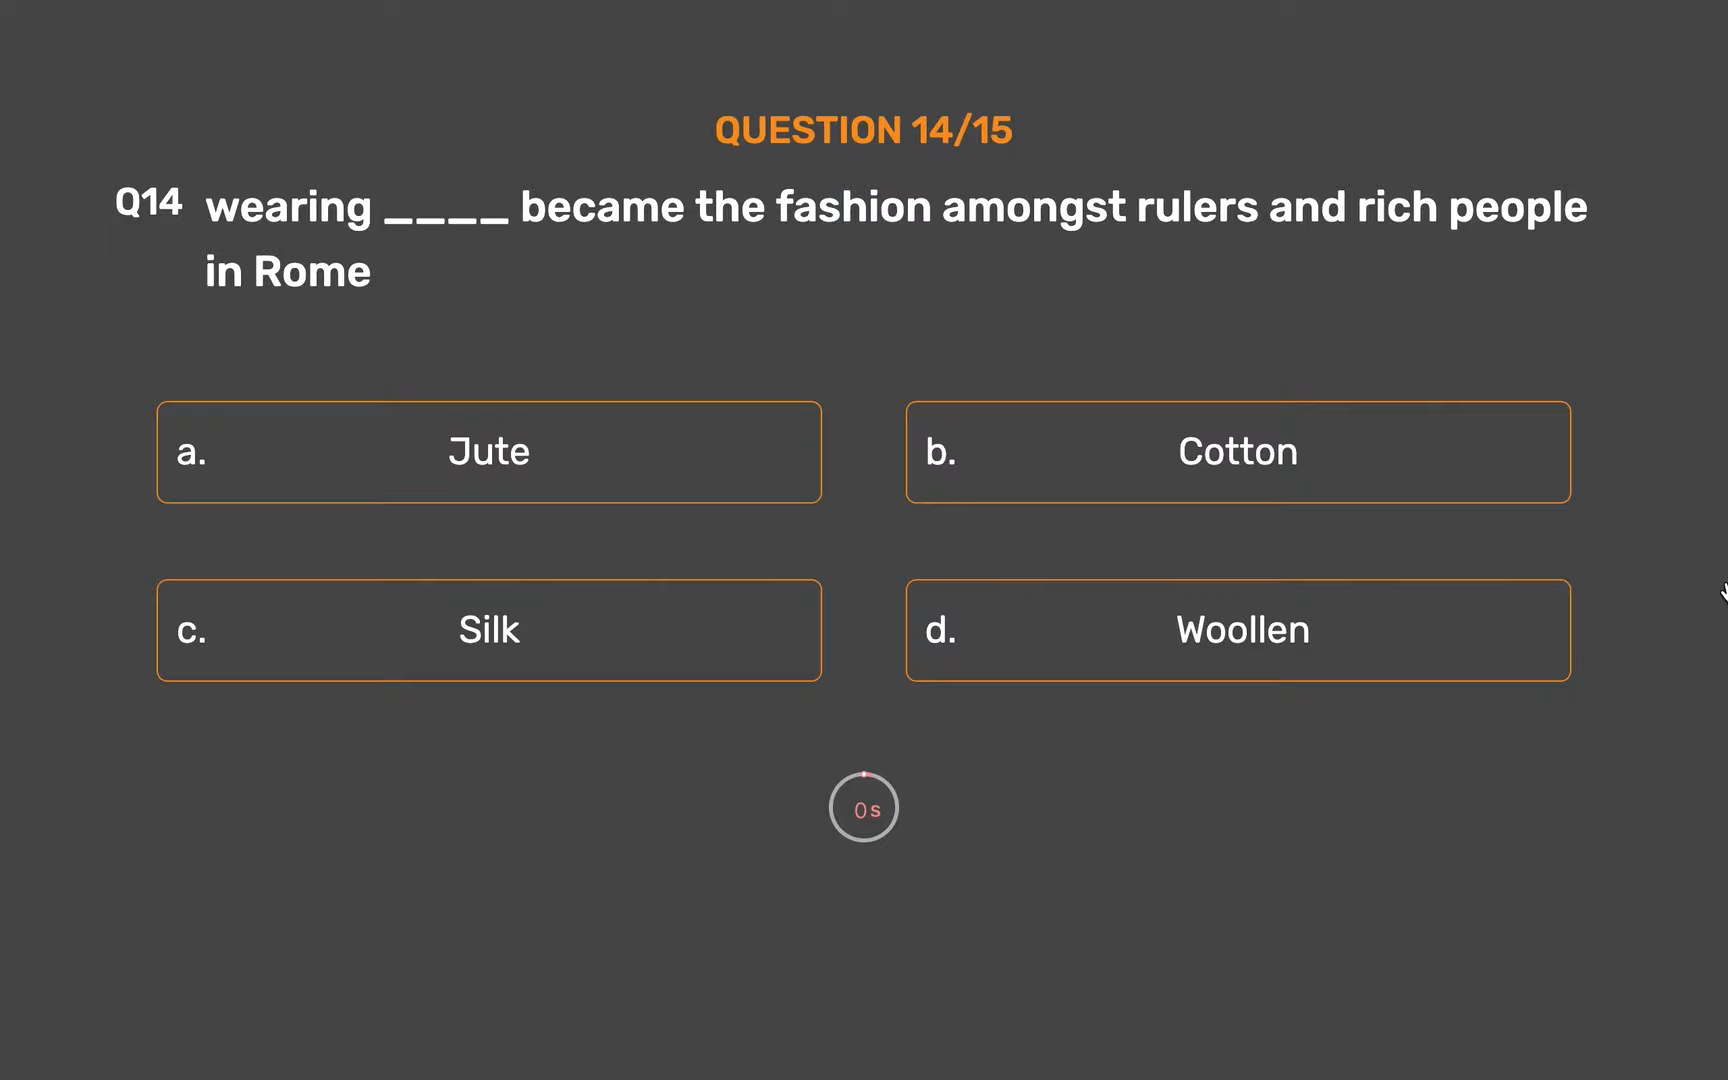 QUESTION 14/15
Q14 wearing ____ became the fashion amongst rulers and rich people
in Rome
a. Jute
b. Cotton
c. Silk
d. Woollen
0s